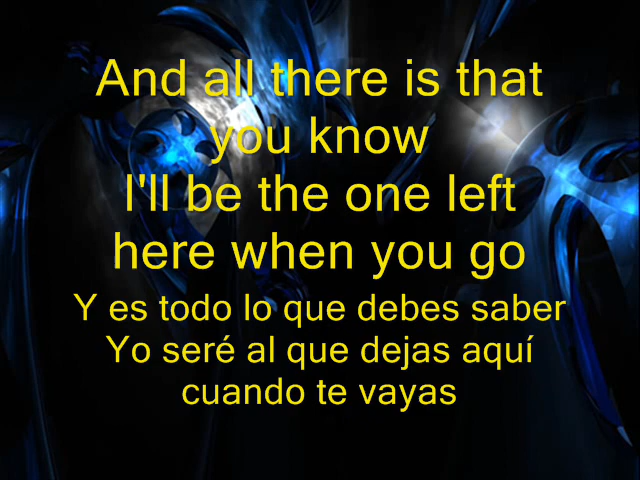 And all there is that
you know
I'll be the one left
here when you go
Y es todo lo que debes saber
Yo seré al que dejas aquí
cuando te vayas